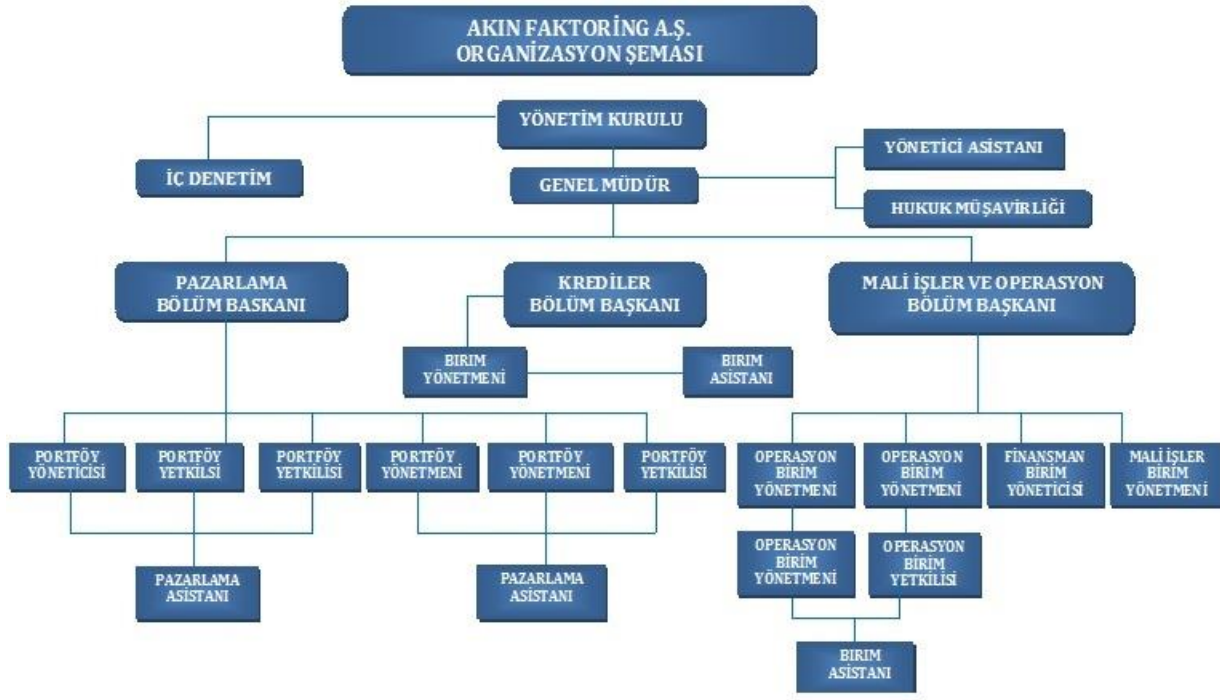 AKIN FAKTORİNG A.Ş.
ORGANİZASYON ŞEMASI
YÖNETİM KURULU
YÖNETİCİ ASİSTANI
İÇ DENETİM
GENEL MÜDÜR
HUKUK MÜŞAVİRLİĞİ
PAZARLAMA
BÖLÜM BASKANI
KREDİLER
BÖLÜM BAŞKANI
MALİ İŞLER VE OPERASYON
BÖLÜM BAŞKANI
BIRIM
YÖNETMENİ
BIRIM
ASİSTANI
PORTFÖY
YÖNETİCİSİ
PORTFÖY
YETKİLSİ
PORTFÖY
YETKİLİSİ
PORTFÖY
YÖNETMENİ
PORTFÖY
YÖNETMENİ
PORTFÖY
YETKİLİSİ
OPERASYON
BİRİM
YÖNETMENİ
OPERASYON
BİRİM
YÖNETMENİ
FİNANSMAN
BİRİM
YÖNETİCİSİ
MALİ İŞLER
BİRİM
YÖNETMENİ
OPERASYON
BİRİM
YÖNETMENİ
OPERASYON
BİRİM
YETKİLİSİ
PAZARLAMA
ASİSTANI
PAZARLAMA
ASİSTANI
BIRIM
ASİSTANI